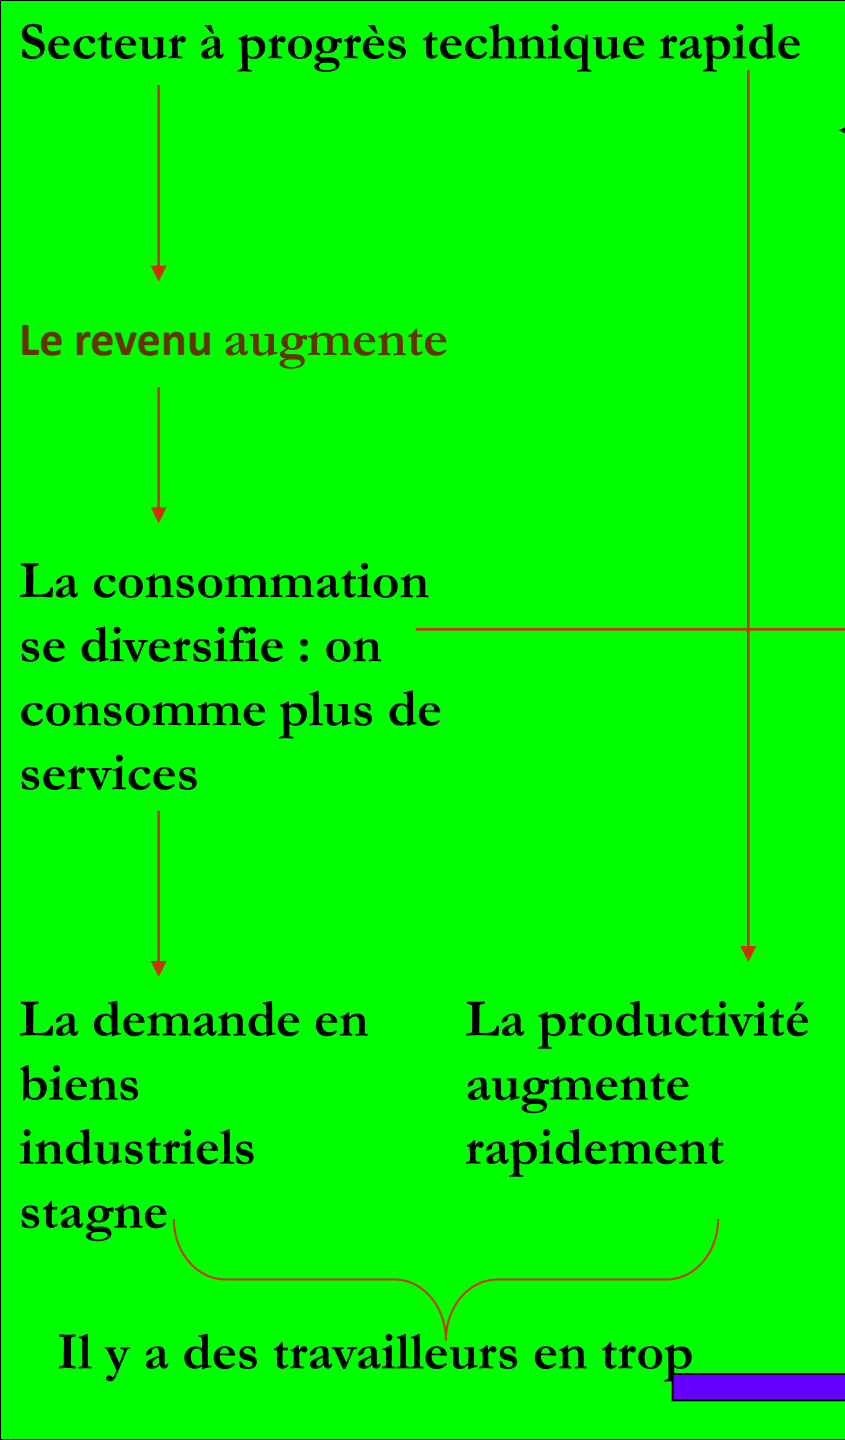 Secteur à progrès technique rapide
Le revenu augmente
La consommation
se diversifie : on
consomme plus de
services
La demande en
biens
industriels
stagne
La productivité
augmente
rapidement
Il y a des travailleurs en trop